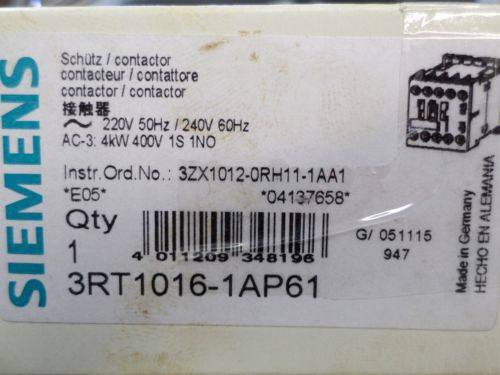 SIEMENS
Schütz / contactor
contacteur / contattore
contactor / contactor
接触器
～ 220V 50Hz / 240V 60Hz
AC-3: 4kW 400V 1S 1NO
Instr.Ord.No.: 3ZX1012-0RH11-1AA1
*E05* *04137658*
Qty
1
4 011209 348196
3RT1016-1AP61
G/ 051115
947
Made in Germany
HECHO EN ALEMANIA